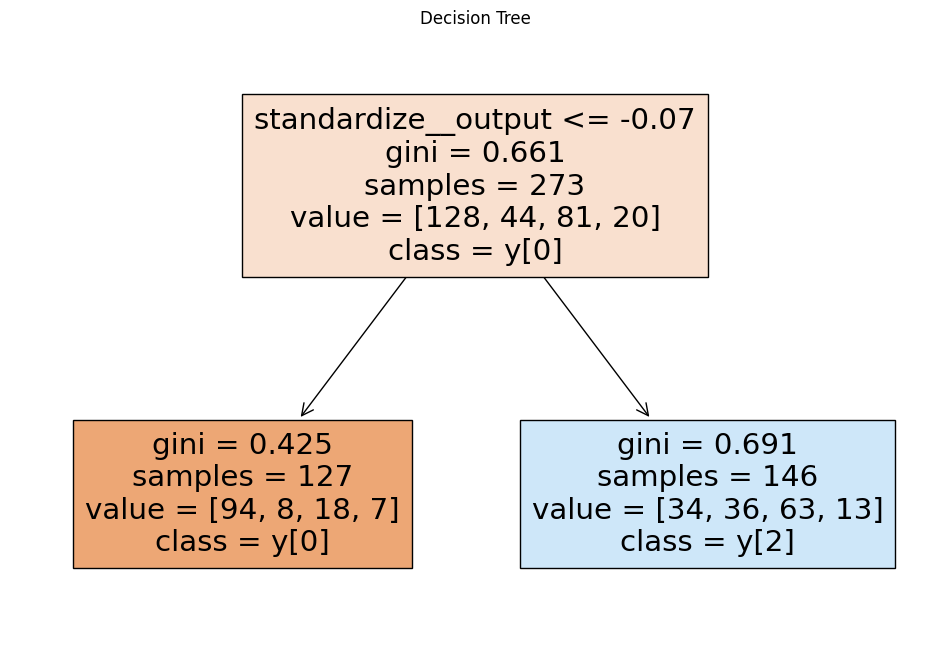 Decision Tree
standardize__output <= -0.07
gini = 0.661
samples = 273
value = [128, 44, 81, 20]
class = y[0]
gini = 0.425
samples = 127
value = [94, 8, 18, 7]
class = y[0]
gini = 0.691
samples = 146
value = [34, 36, 63, 13]
class = y[2]